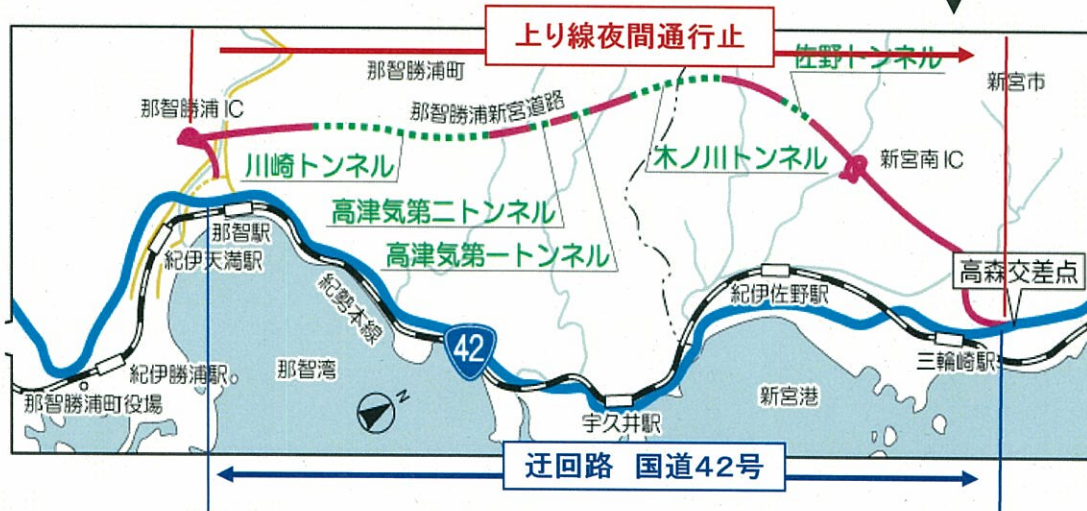 上り線夜間通行止
佐野トンネル
那智勝浦町
新宮市
那智勝浦IC
那智勝浦新宮道路
川崎トンネル
木ノ川トンネル
新宮南IC
高津気第二トンネル
高津気第一トンネル
那智駅
紀伊天満駅
高森交差点
紀伊佐野駅
紀勢本線
42
三輪崎駅
紀伊勝浦駅
那智湾
新宮港
那智勝浦町役場
N
宇久井駅
迂回路 国道42号